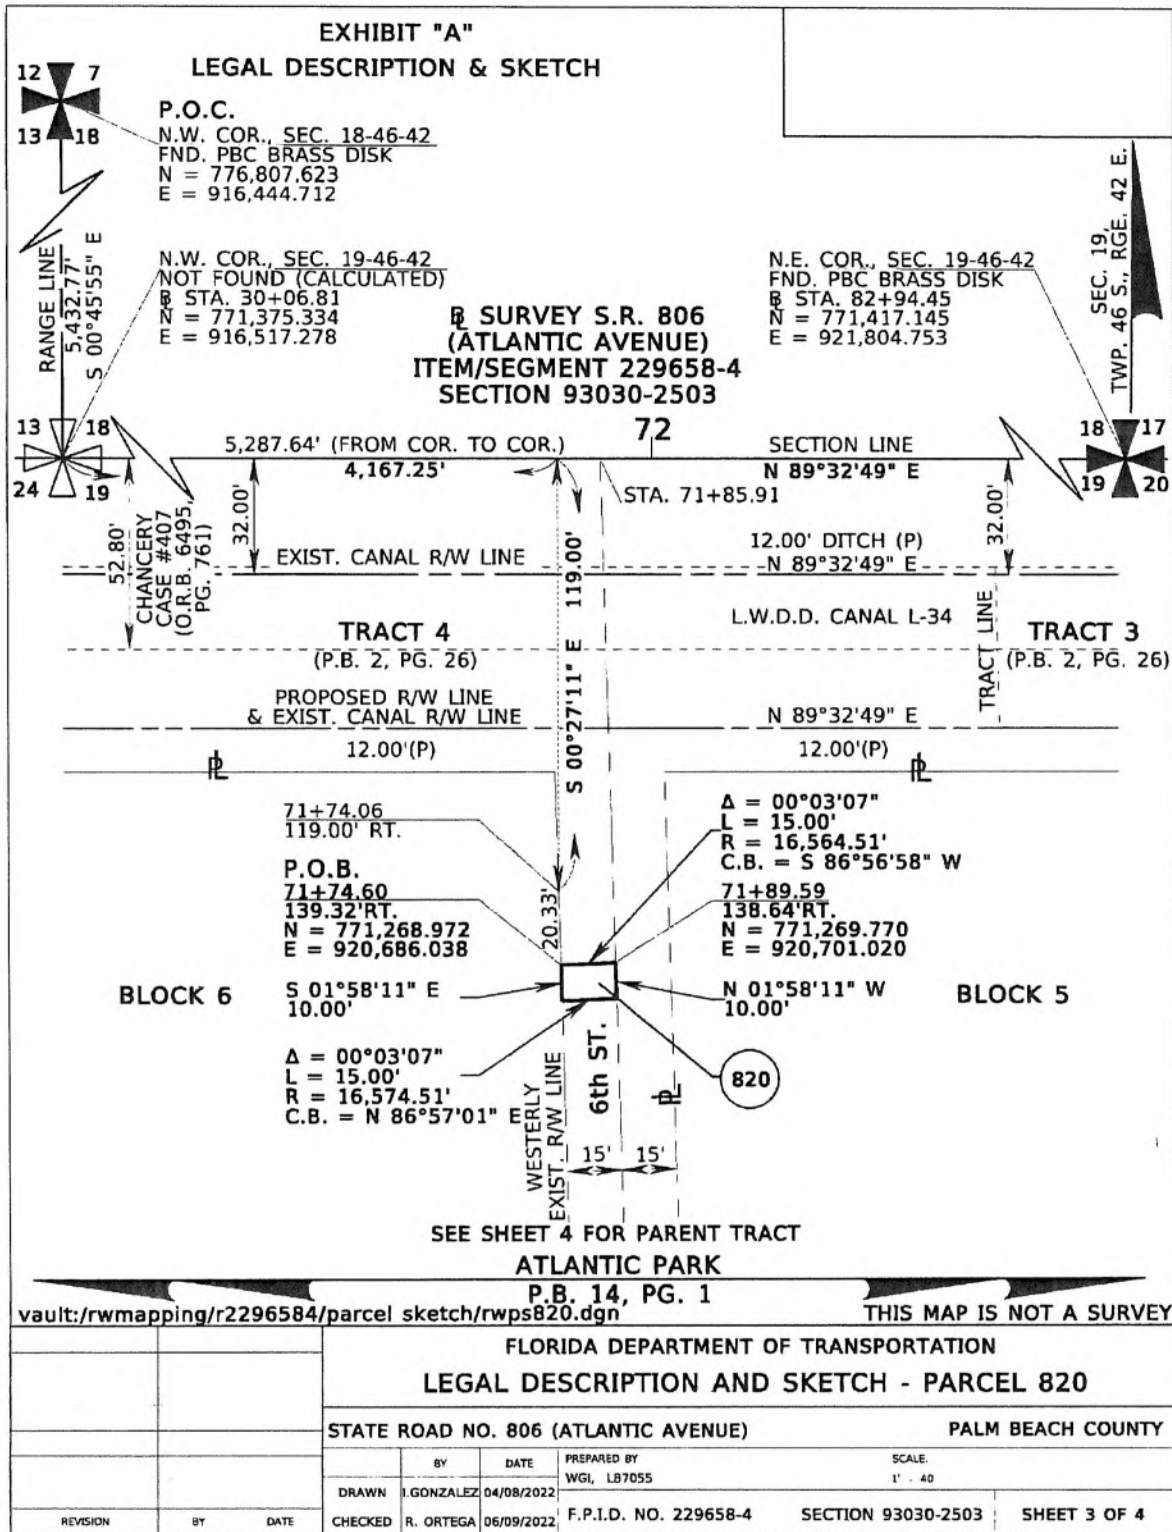 EXHIBIT "A"
LEGAL DESCRIPTION & SKETCH
12 7
13 18
P.O.C.
N.W. COR., SEC. 18-46-42
FND. PBC BRASS DISK
N = 776,807.623
E = 916,444.712
RANGE LINE
5,432.77'
S 00°45'55" E
N.W. COR., SEC. 19-46-42
NOT FOUND (CALCULATED)
BL STA. 30+06.81
N = 771,375.334
E = 916,517.278
BL SURVEY S.R. 806
(ATLANTIC AVENUE)
ITEM/SEGMENT 229658-4
SECTION 93030-2503
N.E. COR., SEC. 19-46-42
FND. PBC BRASS DISK
BL STA. 82+94.45
N = 771,417.145
E = 921,804.753
SEC. 19,
TWP. 46 S., RGE. 42 E.
13 18
24 19
18 17
19 20
72
5,287.64' (FROM COR. TO COR.)
4,167.25'
SECTION LINE
N 89°32'49" E
STA. 71+85.91
52.80'
CHANCERY
CASE #407
(O.R.B. 6495,
PG. 761)
32.00'
32.00'
EXIST. CANAL R/W LINE
12.00' DITCH (P)
N 89°32'49" E
S 00°27'11" E 119.00'
L.W.D.D. CANAL L-34
TRACT LINE
TRACT 4
(P.B. 2, PG. 26)
TRACT 3
(P.B. 2, PG. 26)
PROPOSED R/W LINE
& EXIST. CANAL R/W LINE
N 89°32'49" E
12.00'(P)
12.00'(P)
PL
PL
71+74.06
119.00' RT.
P.O.B.
71+74.60
139.32'RT.
N = 771,268.972
E = 920,686.038
20.33'
Δ = 00°03'07"
L = 15.00'
R = 16,564.51'
C.B. = S 86°56'58" W
71+89.59
138.64'RT.
N = 771,269.770
E = 920,701.020
BLOCK 6
S 01°58'11" E
10.00'
N 01°58'11" W
10.00'
BLOCK 5
Δ = 00°03'07"
L = 15.00'
R = 16,574.51'
C.B. = N 86°57'01" E
WESTERLY
EXIST. R/W LINE
6th ST.
PL
820
15' 15'
SEE SHEET 4 FOR PARENT TRACT
ATLANTIC PARK
P.B. 14, PG. 1
vault:/rwmapping/r2296584/parcel sketch/rwps820.dgn
THIS MAP IS NOT A SURVEY
FLORIDA DEPARTMENT OF TRANSPORTATION
LEGAL DESCRIPTION AND SKETCH - PARCEL 820
STATE ROAD NO. 806 (ATLANTIC AVENUE) PALM BEACH COUNTY
BY DATE
PREPARED BY
WGI, LB7055
SCALE.
1" - 40
DRAWN I.GONZALEZ 04/08/2022
REVISION BY DATE
CHECKED R. ORTEGA 06/09/2022
F.P.I.D. NO. 229658-4 SECTION 93030-2503 SHEET 3 OF 4